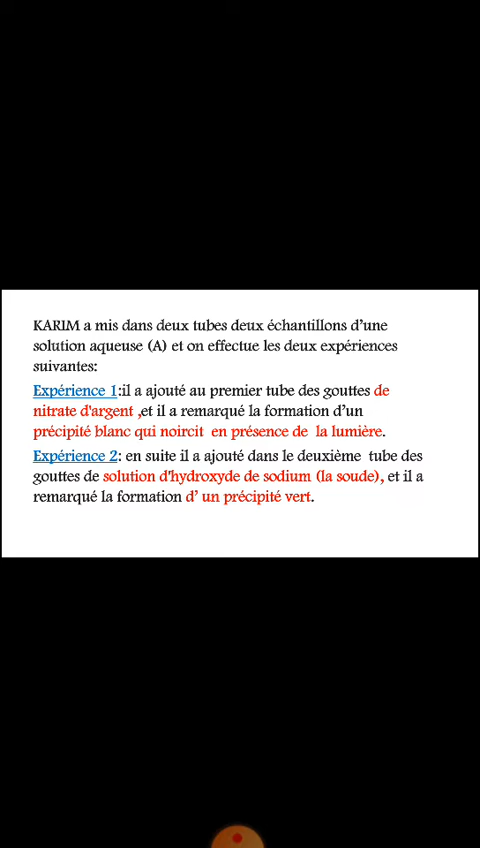 KARIM a mis dans deux tubes deux échantillons d'une
solution aqueuse (A) et on effectue les deux expériences
suivantes:
Expérience 1:il a ajouté au premier tube des gouttes de
nitrate d'argent ,et il a remarqué la formation d'un
précipité blanc qui noircit en présence de la lumière.
Expérience 2: en suite il a ajouté dans le deuxième tube des
gouttes de solution d'hydroxyde de sodium (la soude), et il a
remarqué la formation d' un précipité vert.